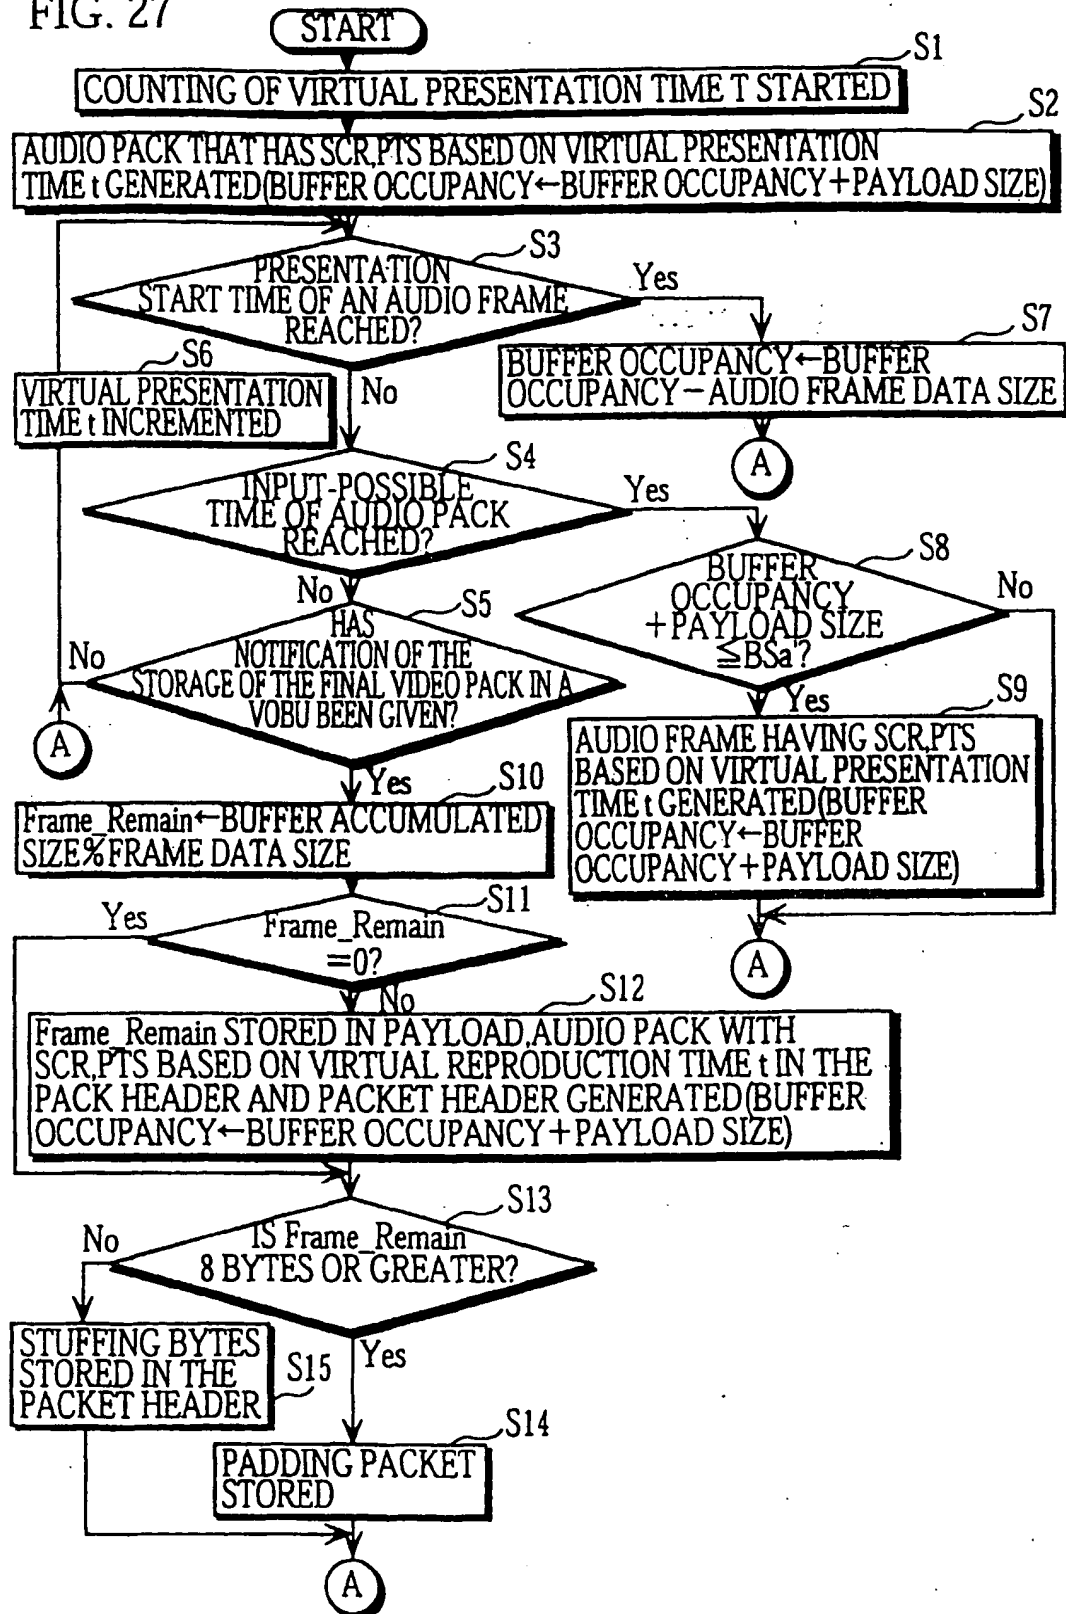 FIG. 27
START
S1
COUNTING OF VIRTUAL PRESENTATION TIME T STARTED
S2
AUDIO PACK THAT HAS SCR,PTS BASED ON VIRTUAL PRESENTATION
TIME t GENERATED(BUFFER OCCUPANCY←BUFFER OCCUPANCY+PAYLOAD SIZE)
S3
PRESENTATION
START TIME OF AN AUDIO FRAME
REACHED?
Yes
No
S6
VIRTUAL PRESENTATION
TIME t INCREMENTED
S7
BUFFER OCCUPANCY←BUFFER
OCCUPANCY−AUDIO FRAME DATA SIZE
A
S4
INPUT-POSSIBLE
TIME OF AUDIO PACK
REACHED?
Yes
No
S8
BUFFER
OCCUPANCY
+PAYLOAD SIZE
≦BSa'?
No
Yes
S5
HAS
NOTIFICATION OF THE
STORAGE OF THE FINAL VIDEO PACK IN A
VOBU BEEN GIVEN?
No
A
Yes
S9
AUDIO FRAME HAVING SCR,PTS
BASED ON VIRTUAL PRESENTATION
TIME t GENERATED(BUFFER
OCCUPANCY←BUFFER
OCCUPANCY+PAYLOAD SIZE)
A
S10
Frame_Remain←BUFFER ACCUMULATED
SIZE%FRAME DATA SIZE
S11
Frame_Remain
=0?
Yes
No
S12
Frame_Remain STORED IN PAYLOAD,AUDIO PACK WITH
SCR,PTS BASED ON VIRTUAL REPRODUCTION TIME t IN THE
PACK HEADER AND PACKET HEADER GENERATED(BUFFER
OCCUPANCY←BUFFER OCCUPANCY+PAYLOAD SIZE)
S13
IS Frame_Remain
8 BYTES OR GREATER?
No
Yes
STUFFING BYTES
STORED IN THE
PACKET HEADER
S15
S14
PADDING PACKET
STORED
A